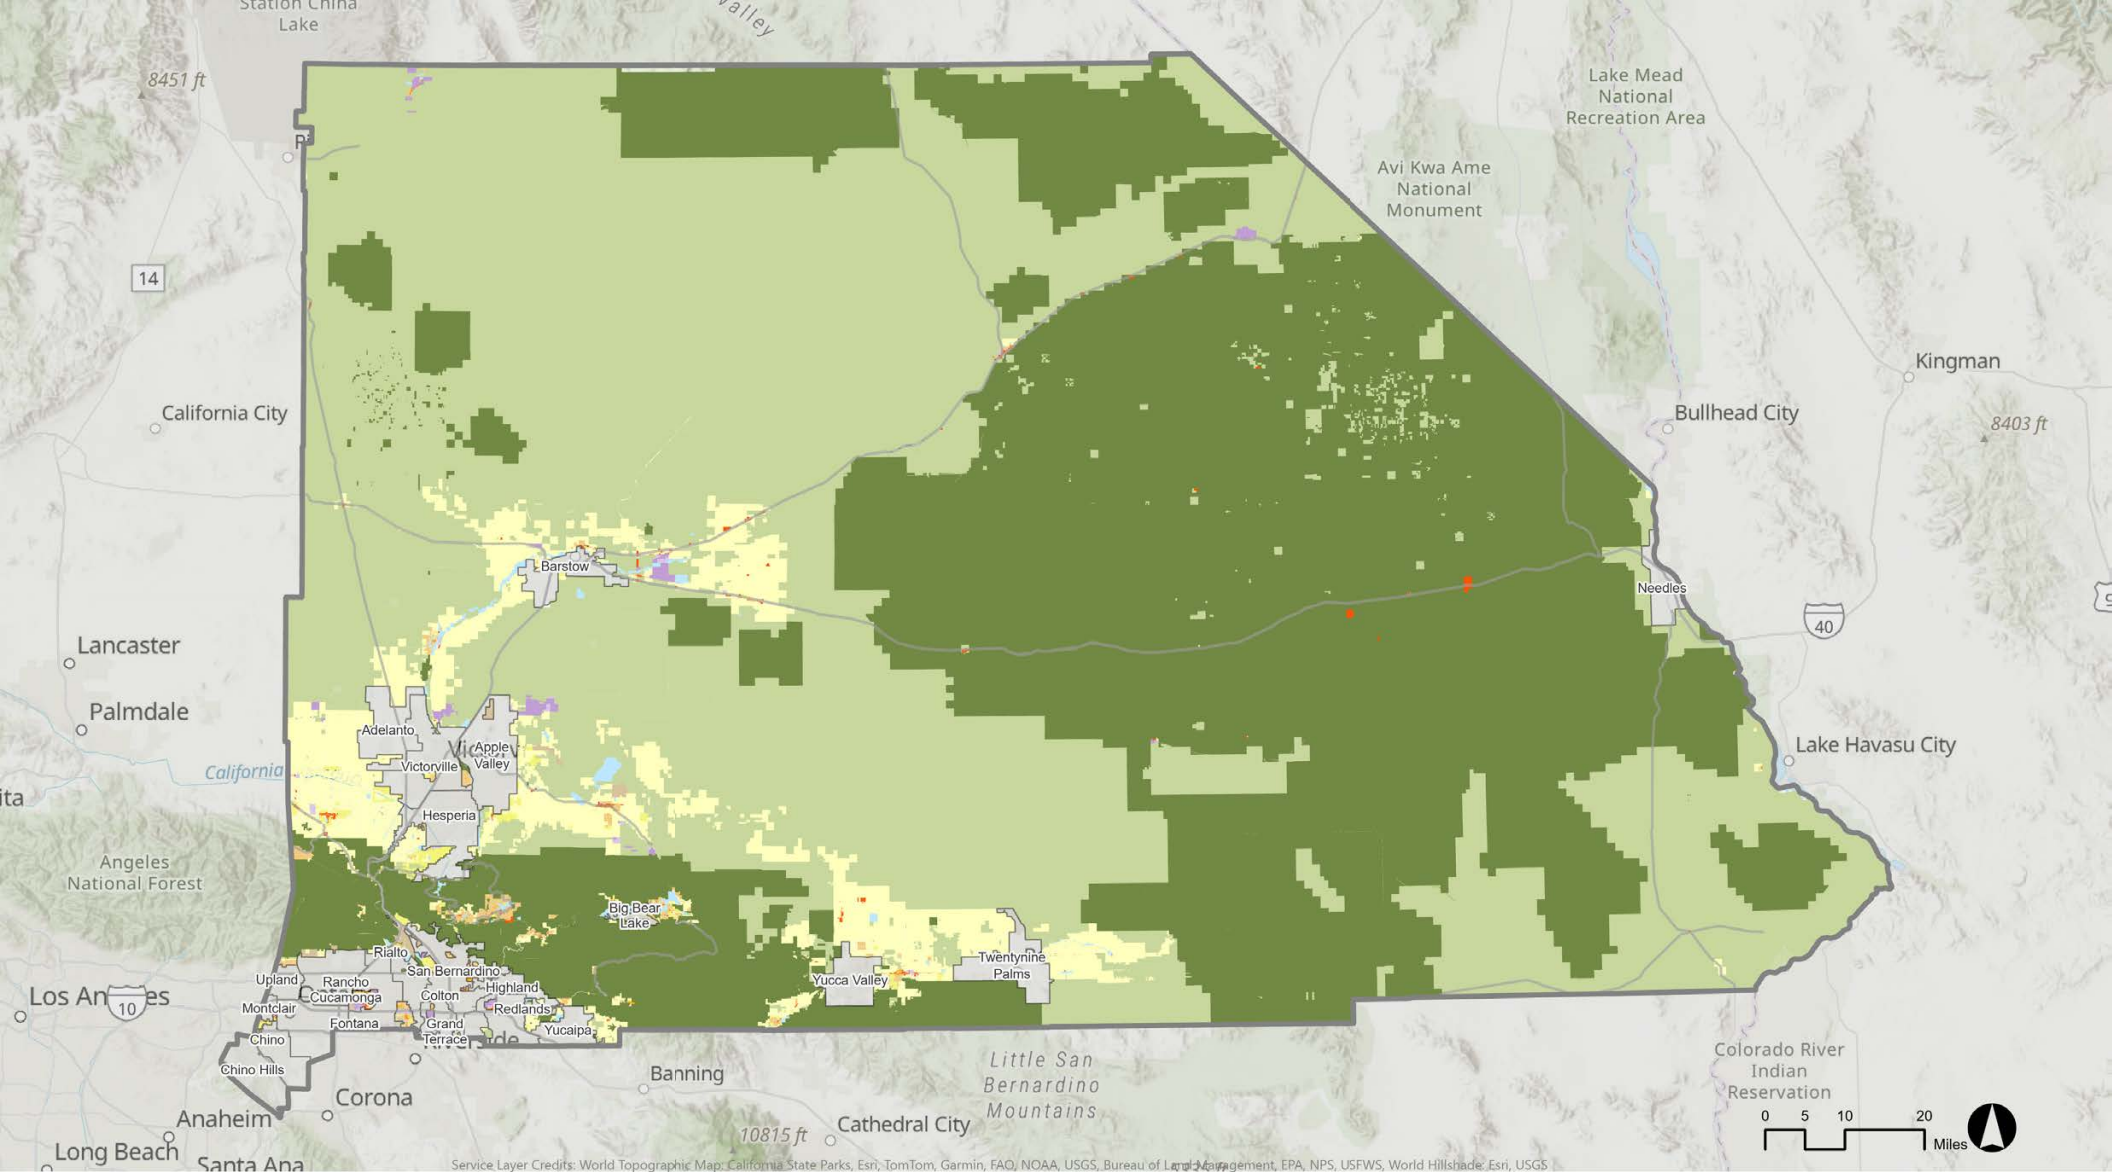 Station China
Lake
Valley
8451 ft
Lake Mead
National
Recreation Area
Avi Kwa Ame
National
Monument
14
California City
Kingman
Bullhead City
8403 ft
Barstow
Needles
40
Lancaster
Palmdale
Adelanto
Apple
Valley
Victorville
California
Lake Havasu City
Hesperia
Angeles
National Forest
Big Bear
Lake
Rialto
San Bernardino
Upland
Rancho
Cucamonga
Highland
Colton
Yucca Valley
Twentynine
Palms
Los Angeles
10
Montclair
Redlands
Fontana
Grand
Terrace
Yucaipa
Chino
Chino Hills
Banning
Little San
Bernardino
Mountains
Colorado River
Indian
Reservation
Corona
Anaheim
Cathedral City
10815 ft
Long Beach
Santa Ana
0 5 10 20
Miles
Service Layer Credits: World Topographic Map: California State Parks, Esri, TomTom, Garmin, FAO, NOAA, USGS, Bureau of Land Management, EPA, NPS, USFWS, World Hillshade: Esri, USGS